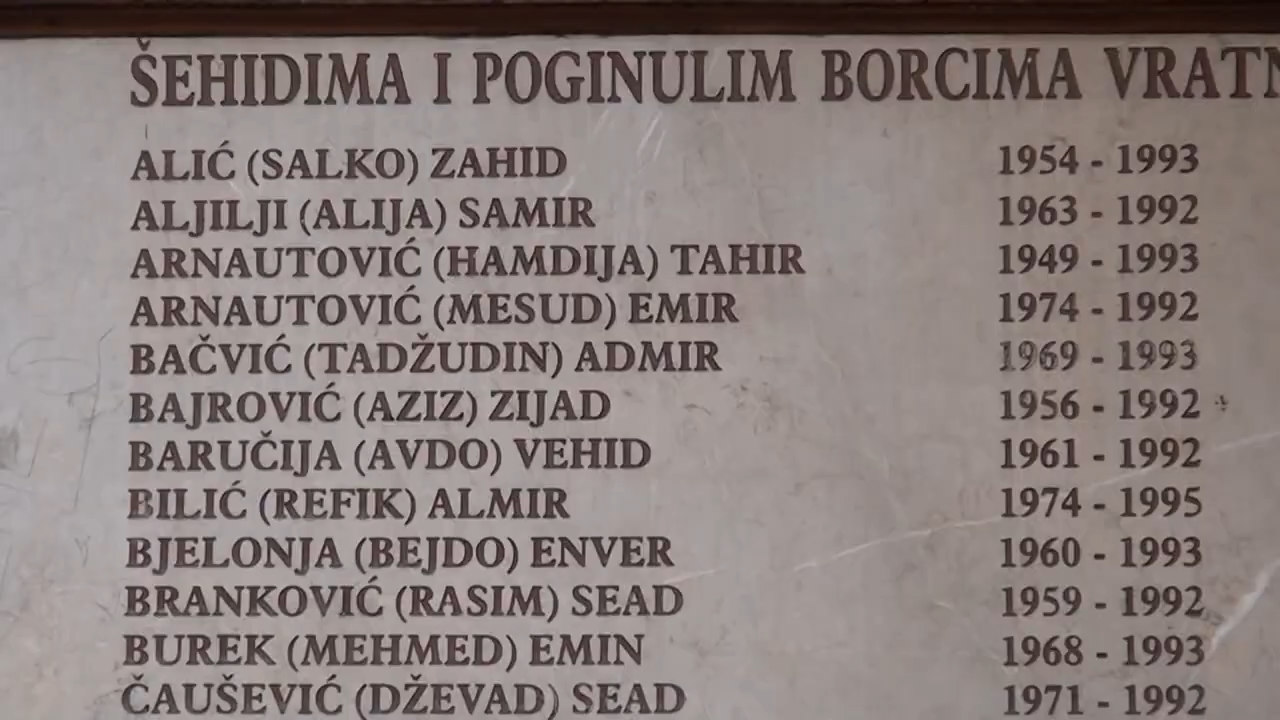 ŠEHIDIMA I POGINULIM BORCIMA
ALIĆ (SALKO) ZAHID 1954 - 1993
ALJILJI (ALIJA) SAMIR 1963 - 1992
ARNAUTOVIĆ (HAMDIJA) TAHIR 1949 - 1993
ARNAUTOVIĆ (MESUD) EMIR 1974 - 1992
BAČVIĆ (TADŽUDIN) ADMIR 1969 - 1993
BAJROVIĆ (AZIZ) ZIJAD 1956 - 1992
BARUČIJA (AVDO) VEHID 1961 - 1992
BILIĆ (REFIK) ALMIR 1974 - 1995
BJELONJA (BEJDO) ENVER 1960 - 1993
BRANKOVIĆ (RASIM) SEAD 1959 - 1992
BUREK (MEHMED) EMIN 1968 - 1993
ČAUŠEVIĆ (DŽEVAD) SEAD 1971 - 1992